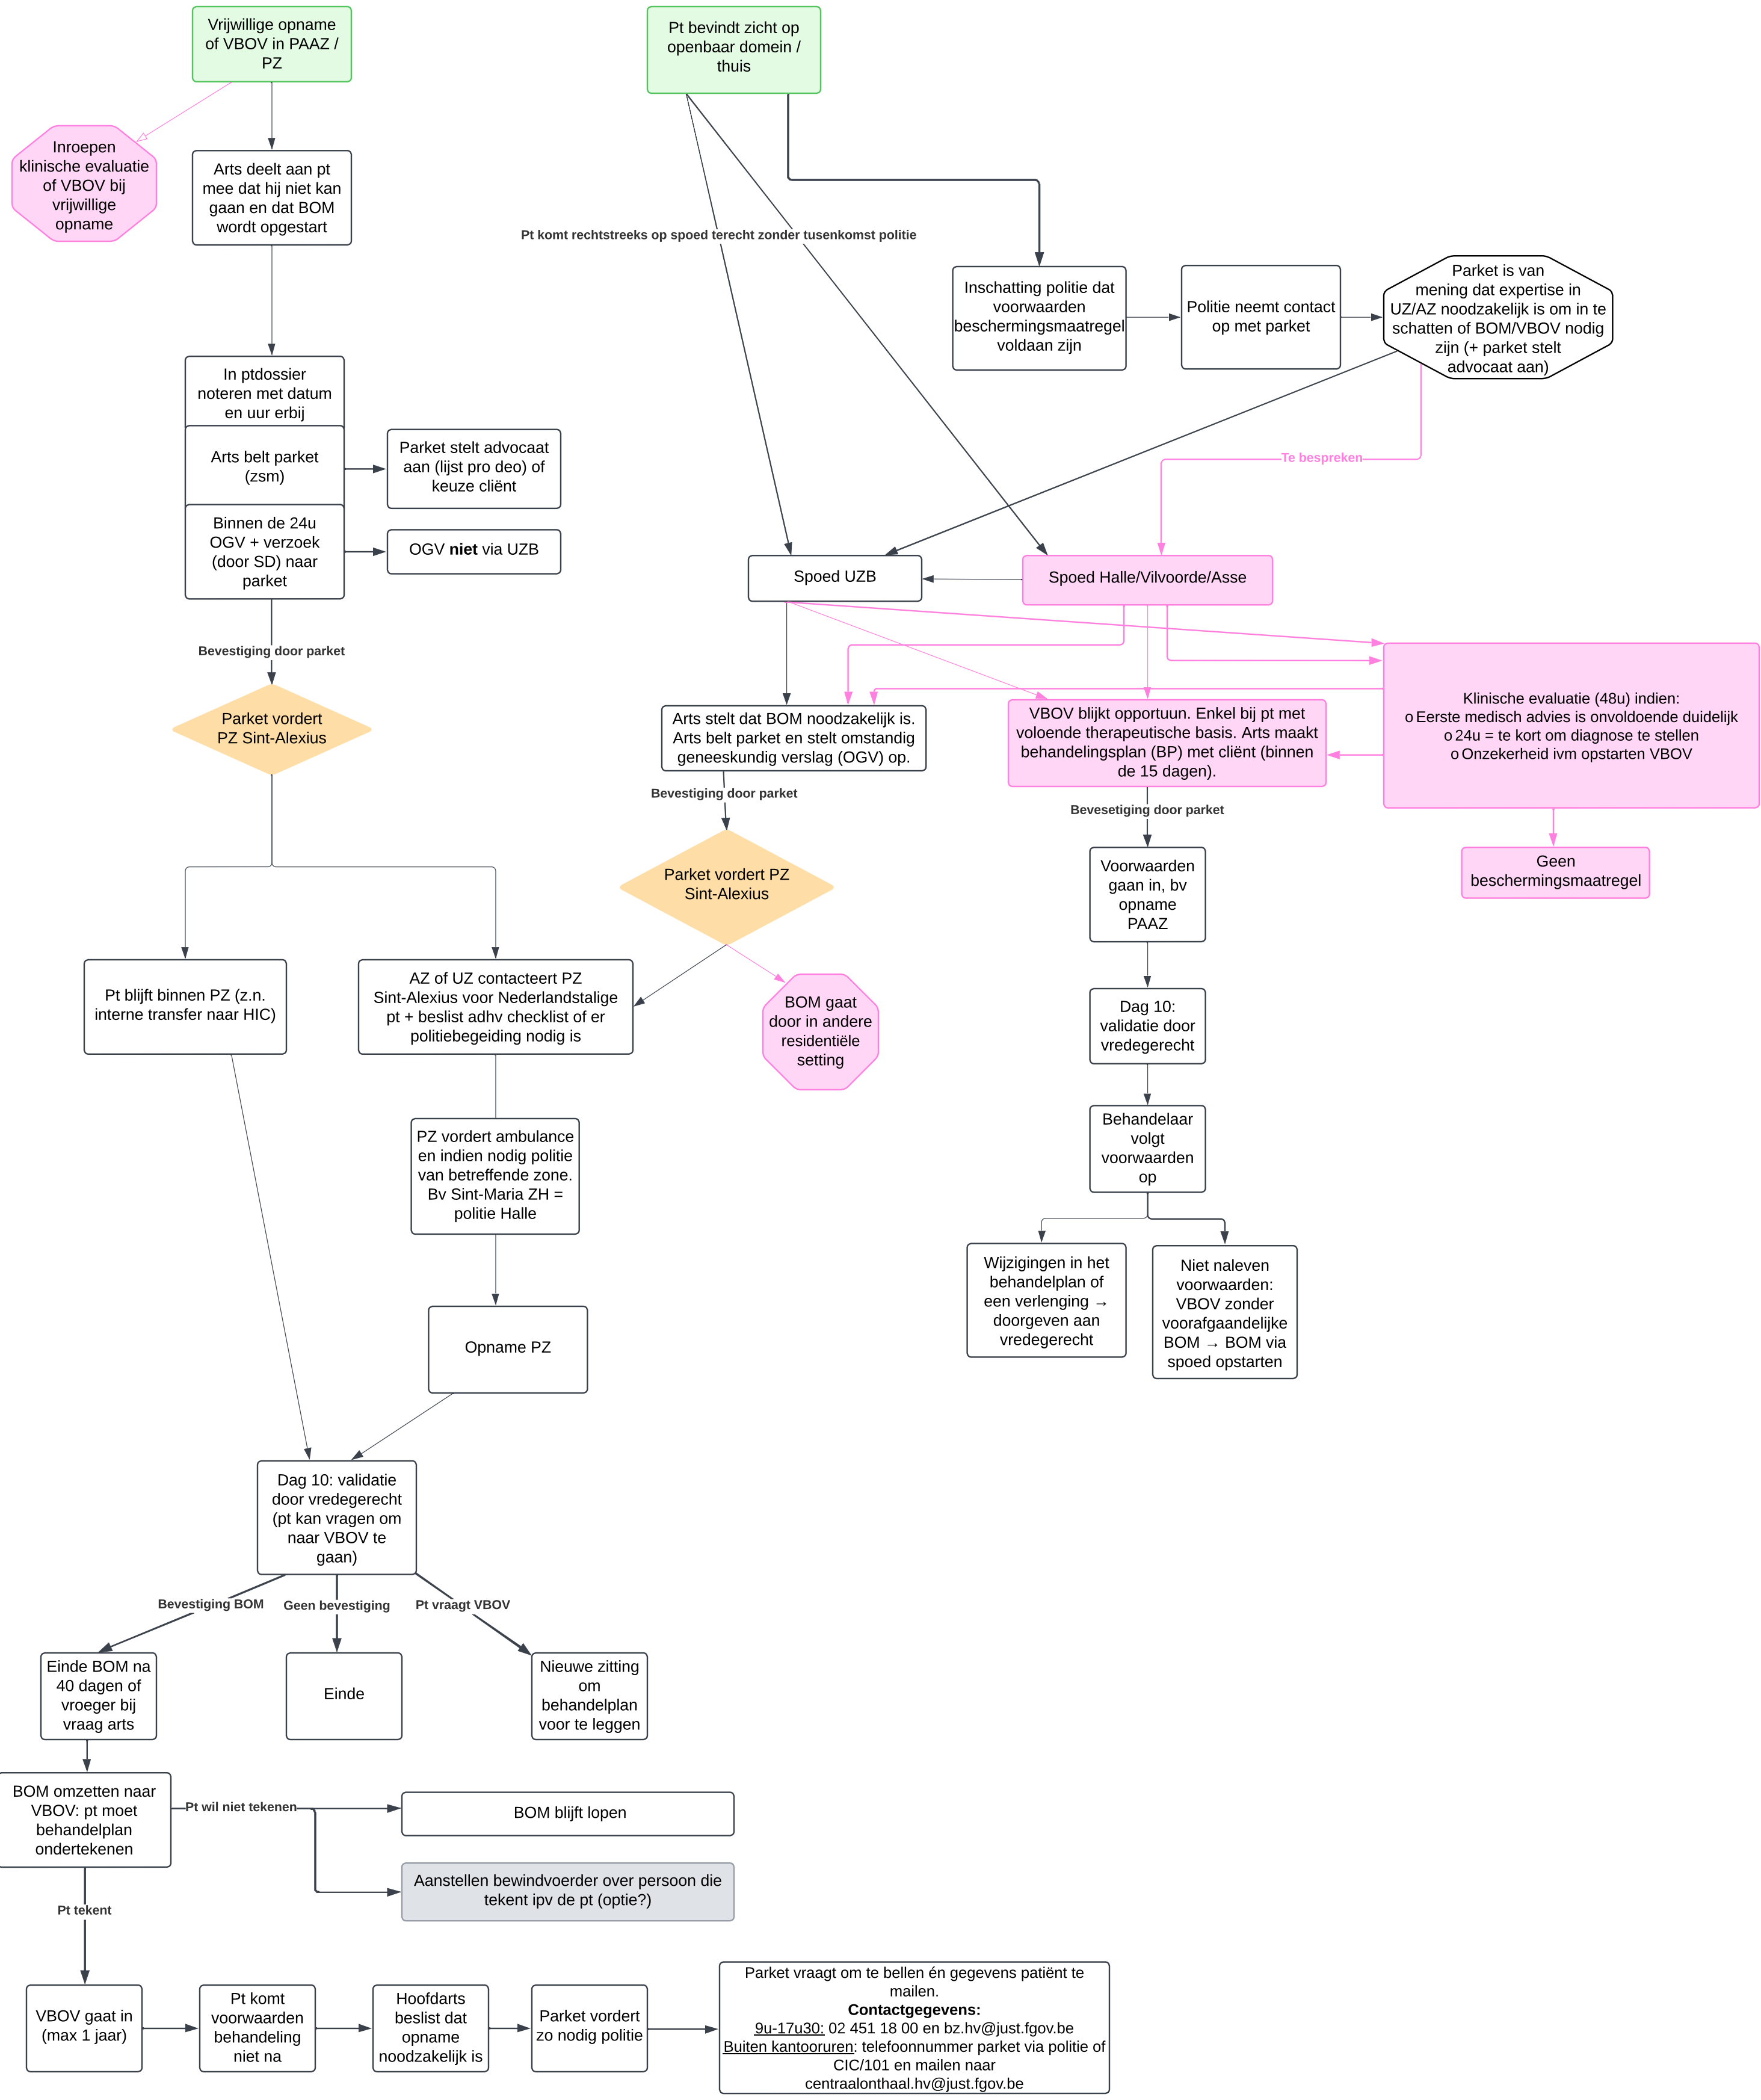 Vrijwillige opname
of VBOV in PAAZ /
PZ
Pt bevindt zicht op
openbaar domein /
thuis
Inroepen
klinische evaluatie
of VBOV bij
vrijwillige
opname
Arts deelt aan pt
mee dat hij niet kan
gaan en dat BOM
wordt opgestart
Pt komt rechtstreeks op spoed terecht zonder tusenkomst politie
Inschatting politie dat
voorwaarden
beschermingsmaatregel
voldaan zijn
Politie neemt contact
op met parket
Parket is van
mening dat expertise in
UZ/AZ noodzakelijk is om in te
schatten of BOM/VBOV nodig
zijn (+ parket stelt
advocaat aan)
In ptdossier
noteren met datum
en uur erbij
Arts belt parket
(zsm)
Parket stelt advocaat
aan (lijst pro deo) of
keuze cliënt
Te bespreken
Binnen de 24u
OGV + verzoek
(door SD) naar
parket
OGV niet via UZB
Spoed UZB
Spoed Halle/Vilvoorde/Asse
Bevestiging door parket
Parket vordert
PZ Sint-Alexius
Arts stelt dat BOM noodzakelijk is.
Arts belt parket en stelt omstandig
geneeskundig verslag (OGV) op.
VBOV blijkt opportuun. Enkel bij pt met
voloende therapeutische basis. Arts maakt
behandelingsplan (BP) met cliënt (binnen
de 15 dagen).
Klinische evaluatie (48u) indien:
o Eerste medisch advies is onvoldoende duidelijk
o 24u = te kort om diagnose te stellen
o Onzekerheid ivm opstarten VBOV
Bevestiging door parket
Bevesetiging door parket
Parket vordert PZ
Sint-Alexius
Voorwaarden
gaan in, bv
opname
PAAZ
Geen
beschermingsmaatregel
Pt blijft binnen PZ (z.n.
interne transfer naar HIC)
AZ of UZ contacteert PZ
Sint-Alexius voor Nederlandstalige
pt + beslist adhv checklist of er
politiebegeiding nodig is
BOM gaat
door in andere
residentiële
setting
Dag 10:
validatie door
vredegerecht
PZ vordert ambulance
en indien nodig politie
van betreffende zone.
Bv Sint-Maria ZH =
politie Halle
Behandelaar
volgt
voorwaarden
op
Wijzigingen in het
behandelplan of
een verlenging →
doorgeven aan
vredegerecht
Niet naleven
voorwaarden:
VBOV zonder
voorafgaandelijke
BOM → BOM via
spoed opstarten
Opname PZ
Dag 10: validatie
door vredegerecht
(pt kan vragen om
naar VBOV te
gaan)
Bevestiging BOM
Geen bevestiging
Pt vraagt VBOV
Einde BOM na
40 dagen of
vroeger bij
vraag arts
Einde
Nieuwe zitting
om
behandelplan
voor te leggen
BOM omzetten naar
VBOV: pt moet
behandelplan
ondertekenen
Pt wil niet tekenen
BOM blijft lopen
Aanstellen bewindvoerder over persoon die
tekent ipv de pt (optie?)
Pt tekent
VBOV gaat in
(max 1 jaar)
Pt komt
voorwaarden
behandeling
niet na
Hoofdarts
beslist dat
opname
noodzakelijk is
Parket vordert
zo nodig politie
Parket vraagt om te bellen én gegevens patiënt te
mailen.
Contactgegevens:
9u-17u30: 02 451 18 00 en bz.hv@just.fgov.be
Buiten kantooruren: telefoonnummer parket via politie of
CIC/101 en mailen naar
centraalonthaal.hv@just.fgov.be